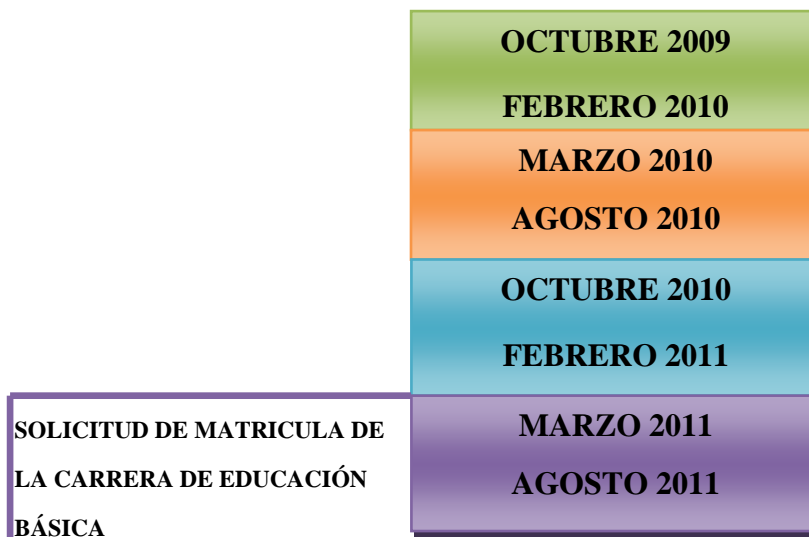 OCTUBRE 2009
FEBRERO 2010
MARZO 2010
AGOSTO 2010
OCTUBRE 2010
FEBRERO 2011
SOLICITUD DE MATRICULA DE
LA CARRERA DE EDUCACIÓN
BÁSICA
MARZO 2011
AGOSTO 2011